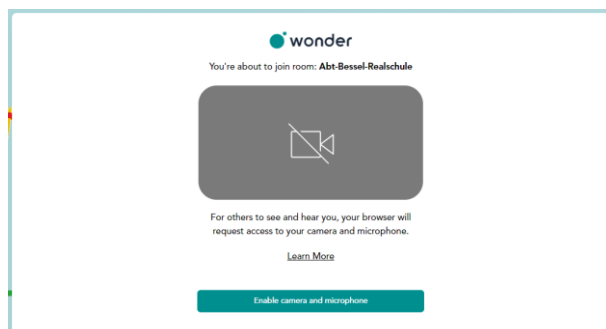 wonder
You're about to join room: Abt-Bessel-Realschule
For others to see and hear you, your browser will
request access to your camera and microphone.
Learn More
Enable camera and microphone